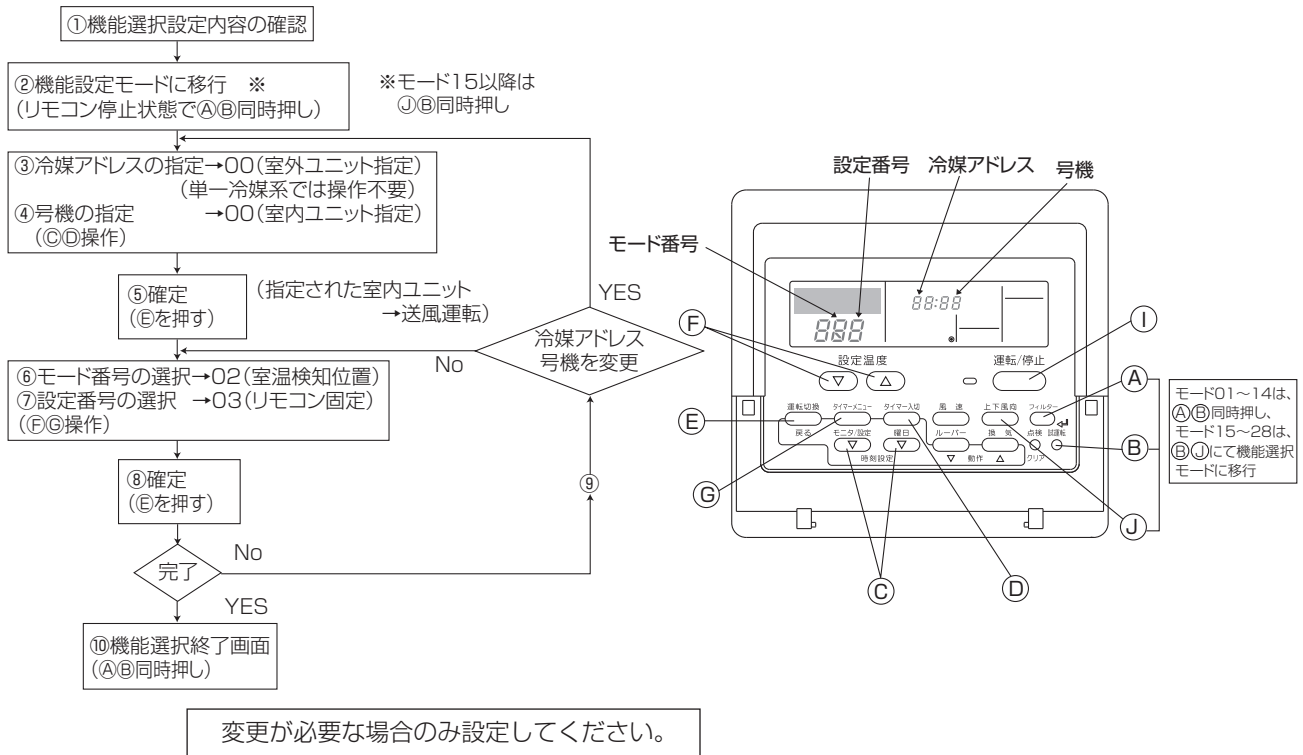 ①機能選択設定内容の確認
②機能設定モードに移行　※
(リモコン停止状態でⒶⒷ同時押し)
※モード15以降は
ⒿⒷ同時押し
③冷媒アドレスの指定→00(室外ユニット指定)
(単一冷媒系では操作不要)
④号機の指定　→00(室内ユニット指定)
(ⒸⒹ操作)
⑤確定
(Ⓔを押す)
(指定された室内ユニット
→送風運転)
YES
冷媒アドレス
号機を変更
No
⑥モード番号の選択→02(室温検知位置)
⑦設定番号の選択　→03(リモコン固定)
(ⒻⒼ操作)
⑧確定
(Ⓔを押す)
⑨
完了
No
YES
⑩機能選択終了画面
(ⒶⒷ同時押し)
変更が必要な場合のみ設定してください。
設定番号　冷媒アドレス　号機
モード番号
88:88
888
Ⓕ
Ⓘ
設定温度　運転/停止
▽ △
Ⓐ
運転切換　タイマーメニュー　タイマー入切　風 速　上下風向　フィルター
Ⓔ
戻る　モニタ/設定　曜日　ルーバー　換 気　点検　試運転
▽ ▽
Ⓑ
時刻設定　▽ 動作 △　クリア
Ⓖ
Ⓙ
Ⓒ
Ⓓ
モード01～14は、
ⒶⒷ同時押し、
モード15～28は、
ⒷⒿにて機能選択
モードに移行